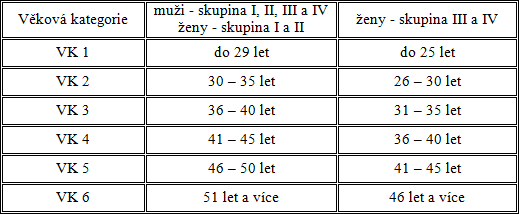 Věková kategorie | muži - skupina I, II, III a IV | ženy - skupina III a IV
ženy - skupina I a II
VK 1 | do 29 let | do 25 let
VK 2 | 30 – 35 let | 26 – 30 let
VK 3 | 36 – 40 let | 31 – 35 let
VK 4 | 41 – 45 let | 36 – 40 let
VK 5 | 46 – 50 let | 41 – 45 let
VK 6 | 51 let a více | 46 let a více